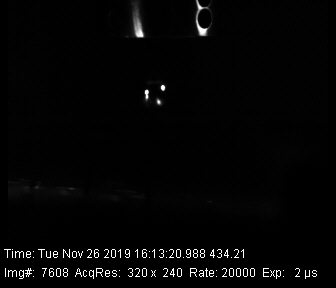 Time: Tue Nov 26 2019 16:13:20.988 434.21
Img#: 7608 AcqRes: 320 x 240 Rate: 20000 Exp: 2 µs